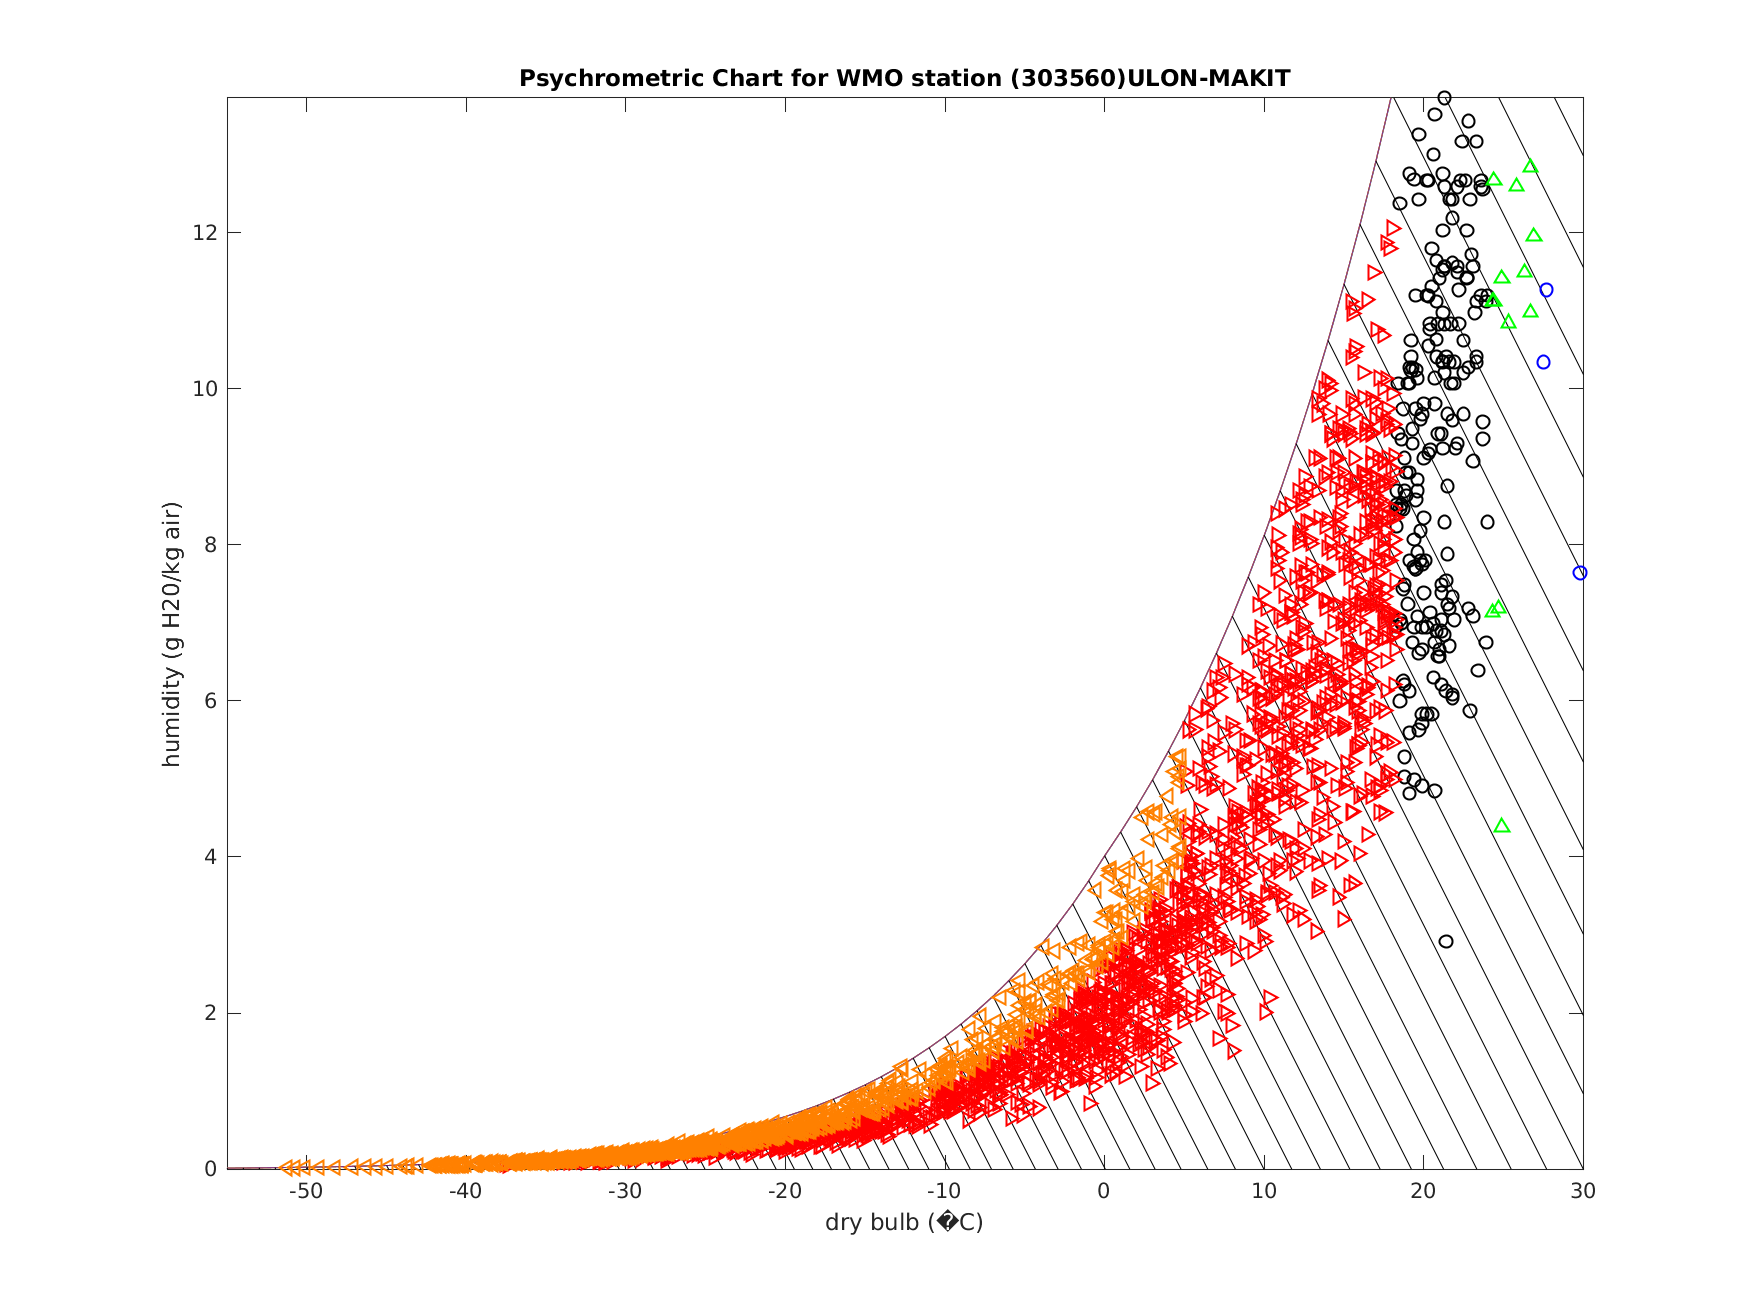 Psychrometric Chart for WMO station (303560)ULON-MAKIT
humidity (g H20/kg air)
12
10
8
6
4
2
0
-50 -40 -30 -20 -10 0 10 20 30
dry bulb (�C)